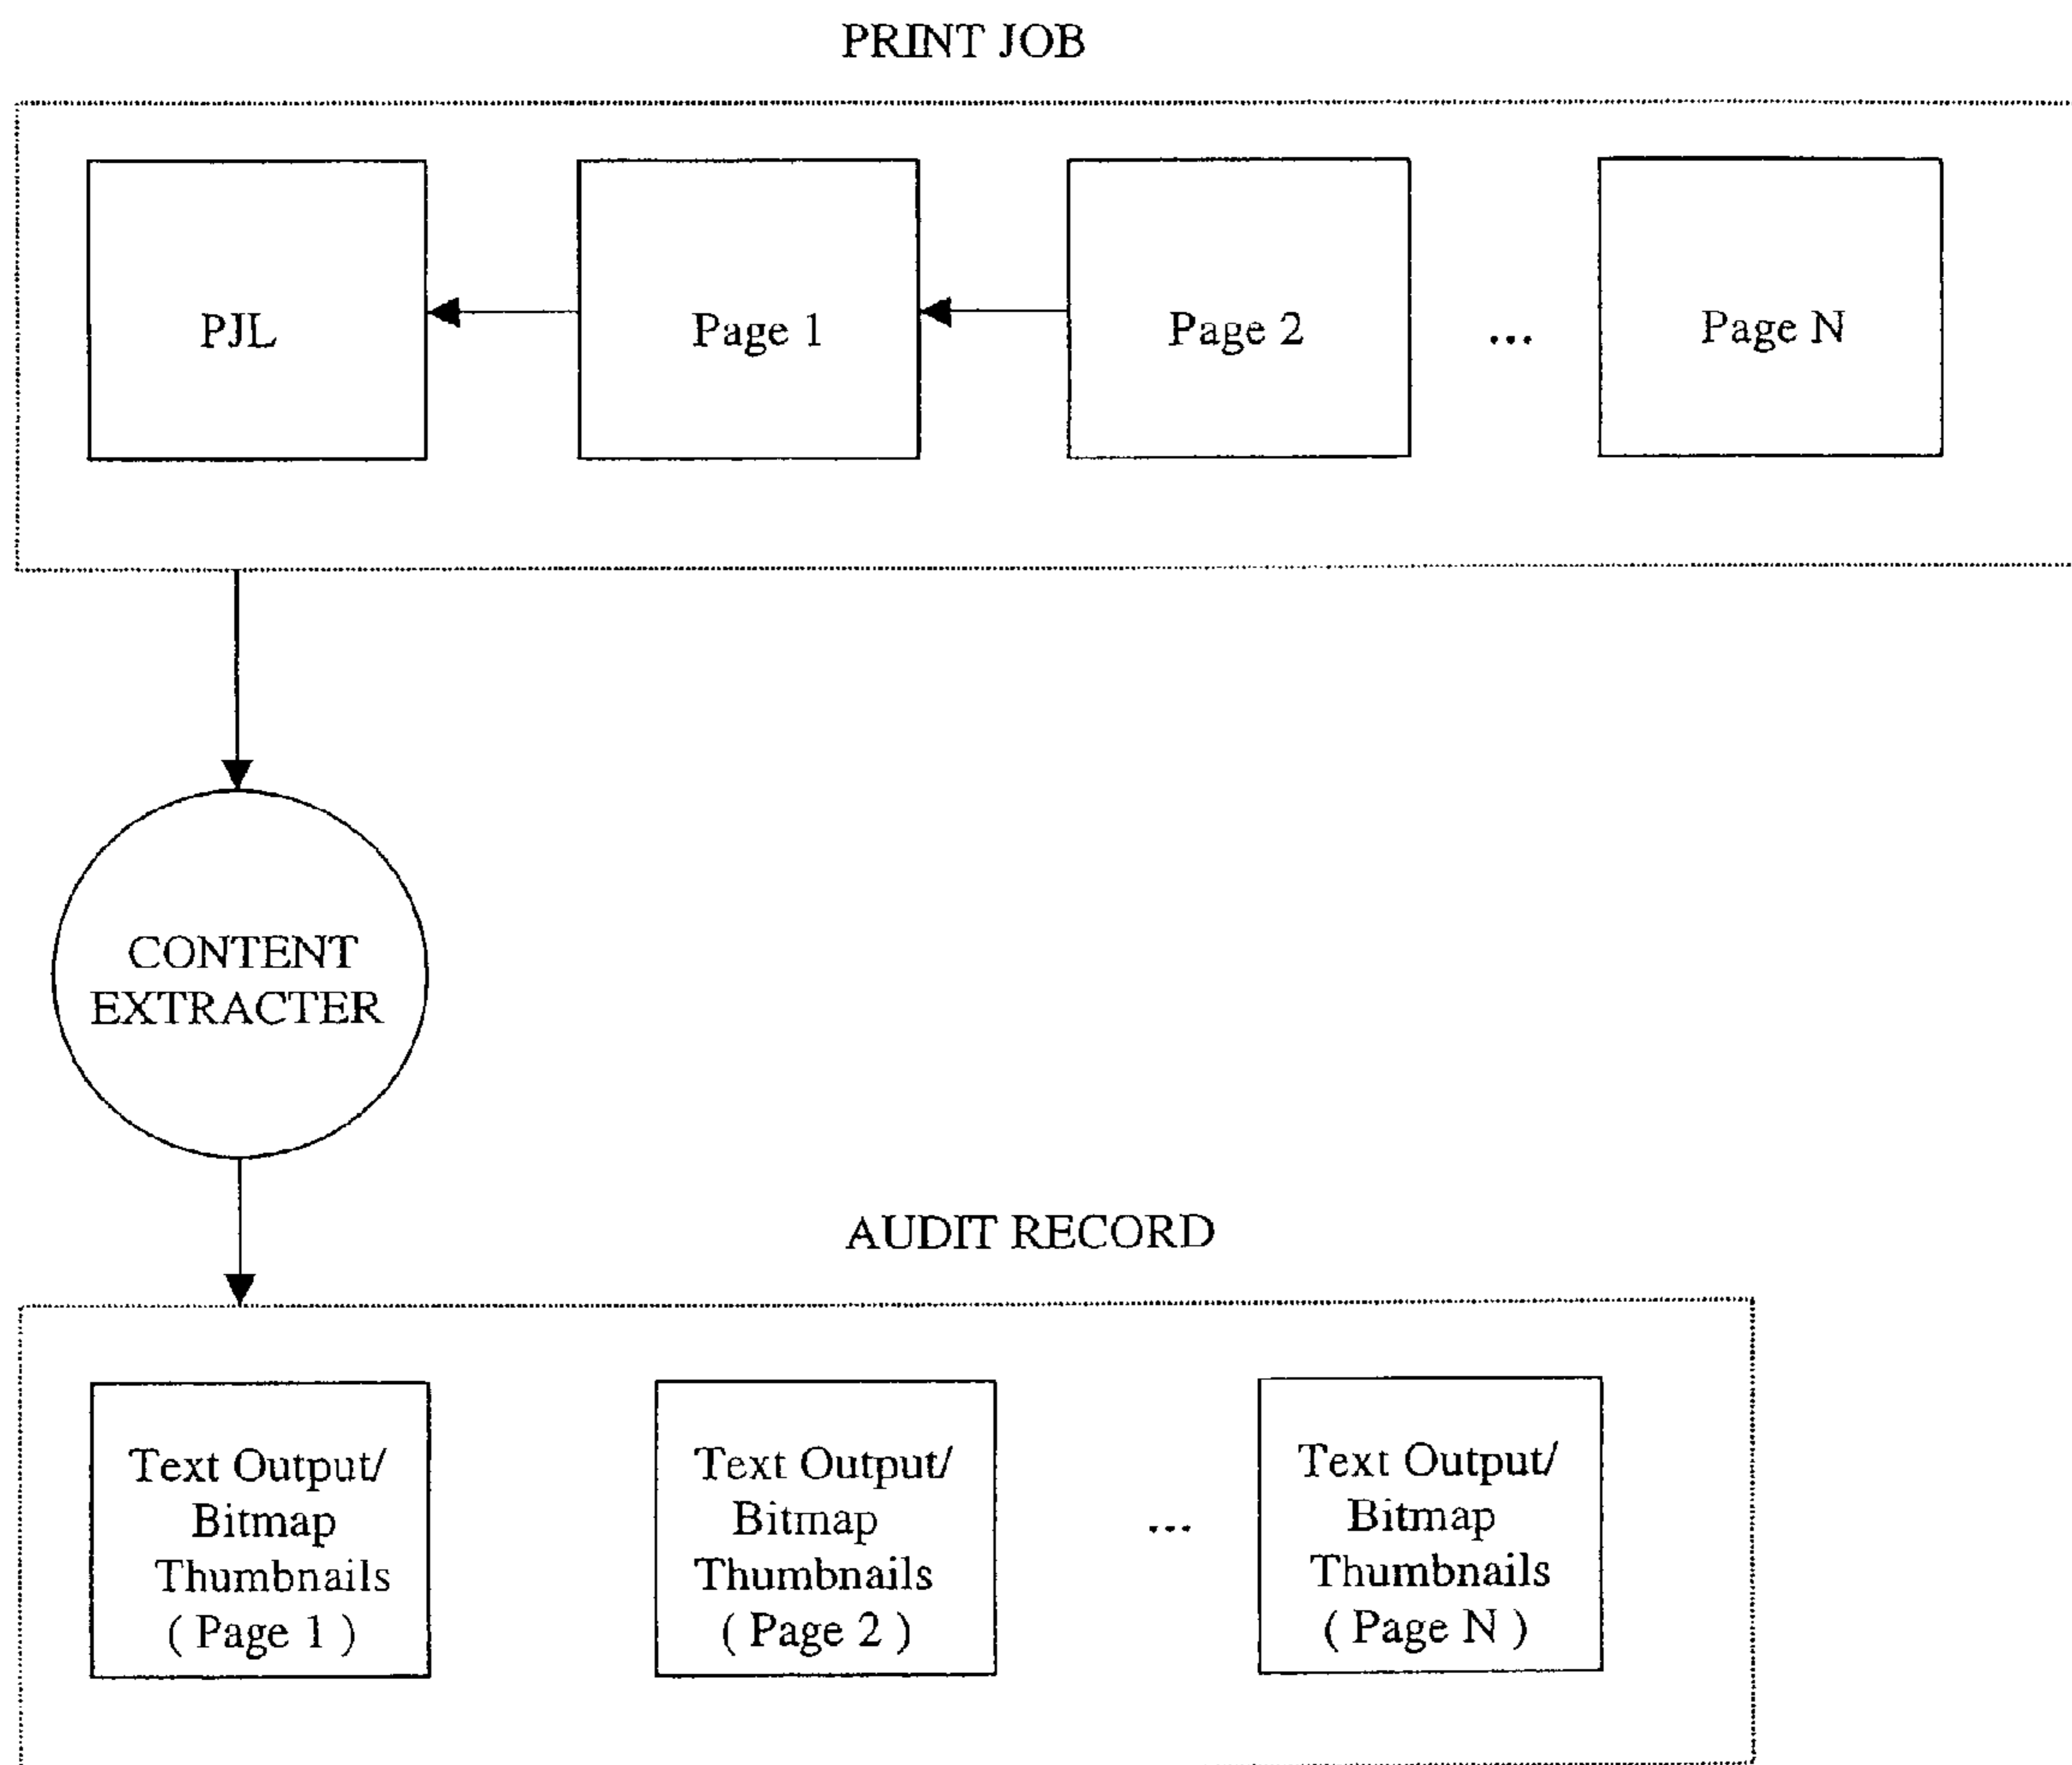 PRINT JOB
PJL
Page 1
Page 2
...
Page N
CONTENT
EXTRACTER
AUDIT RECORD
Text Output/
Bitmap
Thumbnails
( Page 1 )
Text Output/
Bitmap
Thumbnails
( Page 2 )
...
Text Output/
Bitmap
Thumbnails
( Page N )